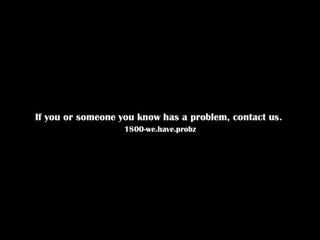 If you or someone you know has a problem, contact us.
1800-we.have.probz